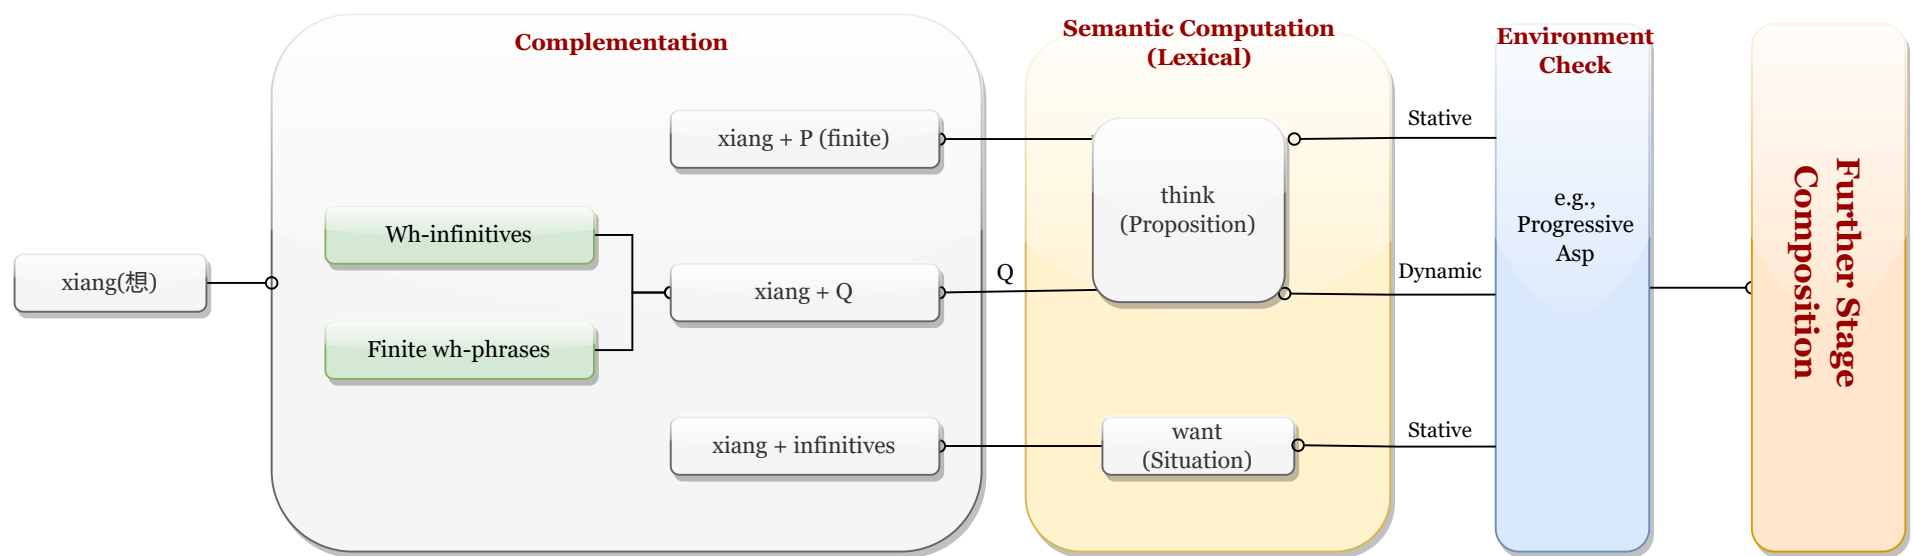 xiang(想)
Complementation
xiang + P (finite)
Wh-infinitives
xiang + Q
Finite wh-phrases
xiang + infinitives
Q
Semantic Computation
(Lexical)
think
(Proposition)
want
(Situation)
Stative
Dynamic
Stative
Environment
Check
e.g.,
Progressive
Asp
Further Stage
Composition